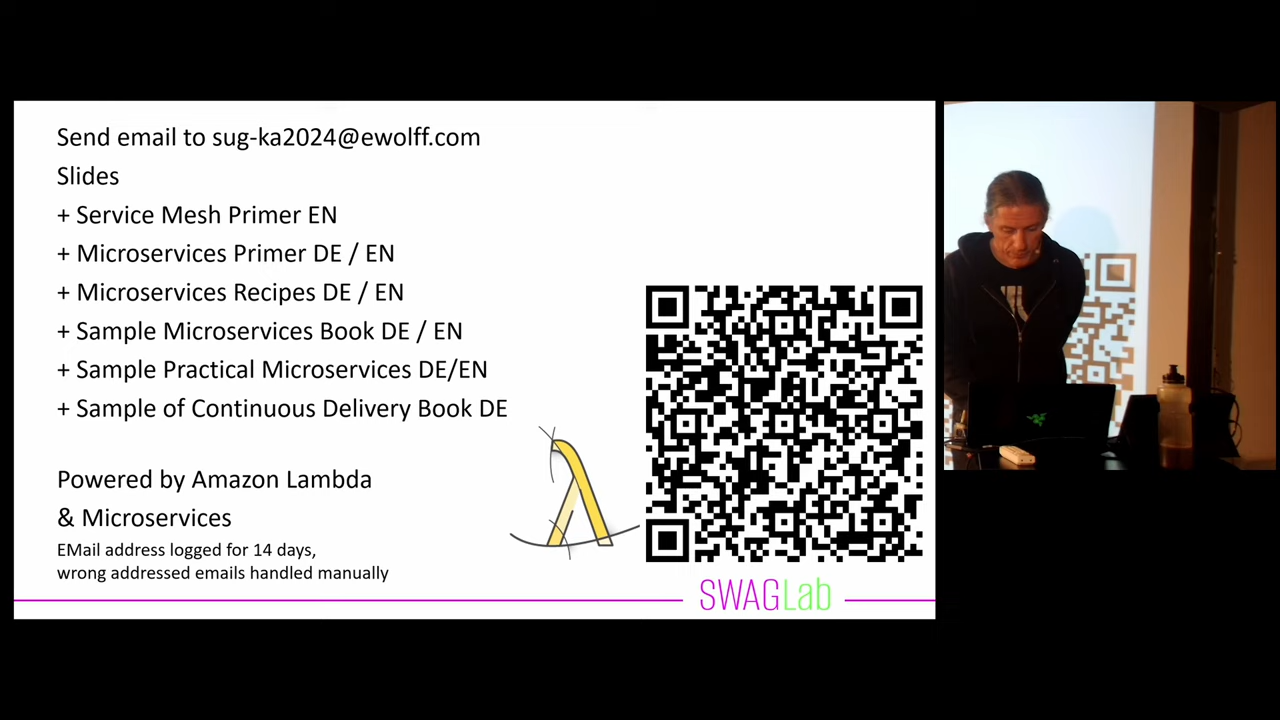 Send email to sug-ka2024@ewolff.com
Slides
+ Service Mesh Primer EN
+ Microservices Primer DE / EN
+ Microservices Recipes DE / EN
+ Sample Microservices Book DE / EN
+ Sample Practical Microservices DE/EN
+ Sample of Continuous Delivery Book DE
Powered by Amazon Lambda
& Microservices
EMail address logged for 14 days,
wrong addressed emails handled manually
SWAGLab